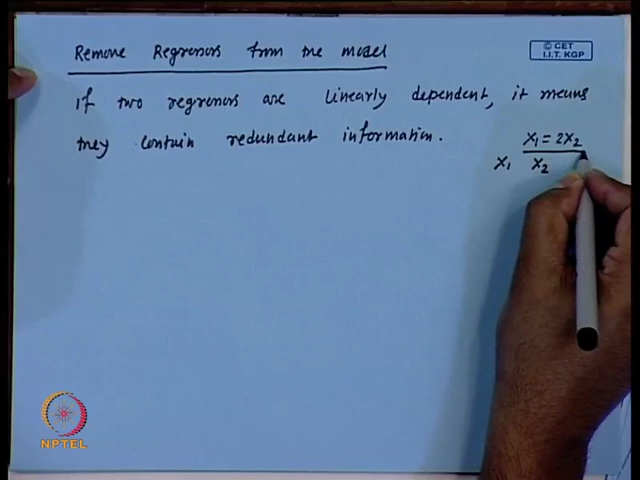 Remove Regressors from the model
© CET
I.I.T. KGP
If two regressors are linearly dependent, it means
they contain redundant information.
X₁ = 2X₂
X₁ X₂
NPTEL